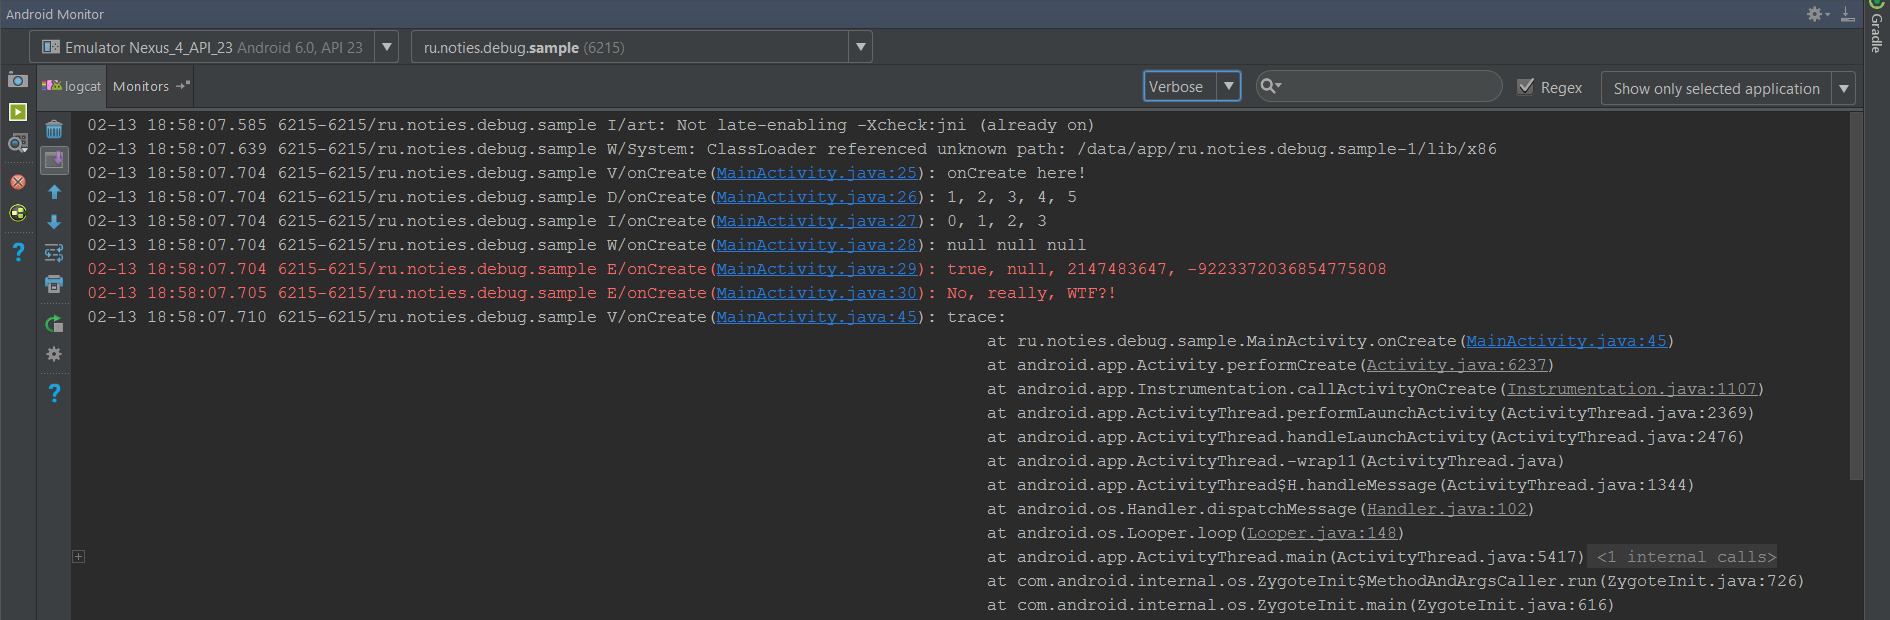 Android Monitor
Emulator Nexus_4_API_23 Android 6.0, API 23
ru.noties.debug.sample (6215)
Gradle
logcat
Monitors
Verbose
Regex
Show only selected application
02-13 18:58:07.585 6215-6215/ru.noties.debug.sample I/art: Not late-enabling -Xcheck:jni (already on)
02-13 18:58:07.639 6215-6215/ru.noties.debug.sample W/System: ClassLoader referenced unknown path: /data/app/ru.noties.debug.sample-1/lib/x86
02-13 18:58:07.704 6215-6215/ru.noties.debug.sample V/onCreate(MainActivity.java:25): onCreate here!
02-13 18:58:07.704 6215-6215/ru.noties.debug.sample D/onCreate(MainActivity.java:26): 1, 2, 3, 4, 5
02-13 18:58:07.704 6215-6215/ru.noties.debug.sample I/onCreate(MainActivity.java:27): 0, 1, 2, 3
02-13 18:58:07.704 6215-6215/ru.noties.debug.sample W/onCreate(MainActivity.java:28): null null null
02-13 18:58:07.704 6215-6215/ru.noties.debug.sample E/onCreate(MainActivity.java:29): true, null, 2147483647, -9223372036854775808
02-13 18:58:07.705 6215-6215/ru.noties.debug.sample E/onCreate(MainActivity.java:30): No, really, WTF?!
02-13 18:58:07.710 6215-6215/ru.noties.debug.sample V/onCreate(MainActivity.java:45): trace:
at ru.noties.debug.sample.MainActivity.onCreate(MainActivity.java:45)
at android.app.Activity.performCreate(Activity.java:6237)
at android.app.Instrumentation.callActivityOnCreate(Instrumentation.java:1107)
at android.app.ActivityThread.performLaunchActivity(ActivityThread.java:2369)
at android.app.ActivityThread.handleLaunchActivity(ActivityThread.java:2476)
at android.app.ActivityThread.-wrap11(ActivityThread.java)
at android.app.ActivityThread$H.handleMessage(ActivityThread.java:1344)
at android.os.Handler.dispatchMessage(Handler.java:102)
at android.os.Looper.loop(Looper.java:148)
at android.app.ActivityThread.main(ActivityThread.java:5417) <1 internal calls>
at com.android.internal.os.ZygoteInit$MethodAndArgsCaller.run(ZygoteInit.java:726)
at com.android.internal.os.ZygoteInit.main(ZygoteInit.java:616)